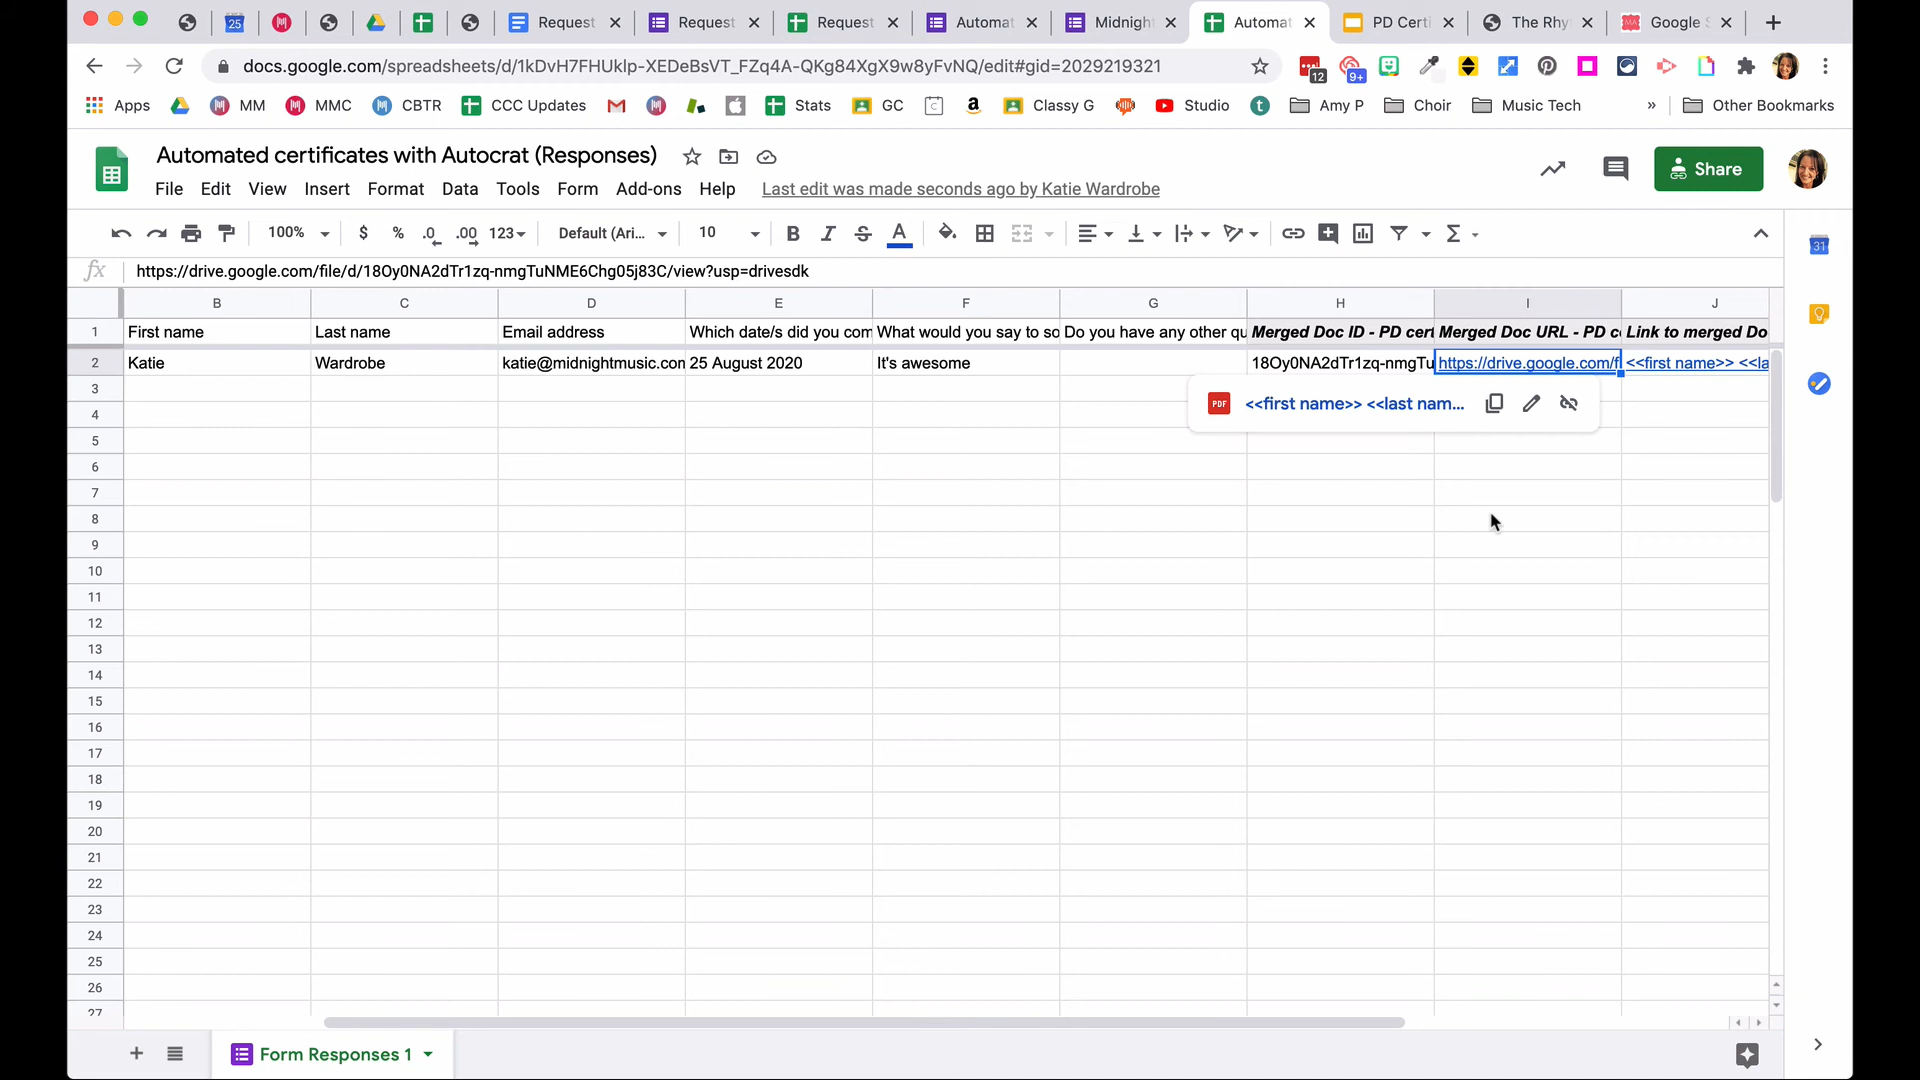 25
Request
Request
Request
Automat
Midnigh
Automat
PD Certi
The Rhy
Google S
docs.google.com/spreadsheets/d/1kDvH7FHUklp-XEDeBsVT_FZq4A-QKg84XgX9w8yFvNQ/edit#gid=2029219321
12
9+
Apps
MM
MMC
CBTR
CCC Updates
Stats
GC
Classy G
Studio
Amy P
Choir
Music Tech
»
Other Bookmarks
Automated certificates with Autocrat (Responses)
File Edit View Insert Format Data Tools Form Add-ons Help Last edit was made seconds ago by Katie Wardrobe
Share
100% $ % .0 .00 123 Default (Ari... 10 B I S A Σ
31
fx https://drive.google.com/file/d/18Oy0NA2dTr1zq-nmgTuNME6Chg05j83C/view?usp=drivesdk
B C D E F G H I J
1 First name Last name Email address Which date/s did you com What would you say to so Do you have any other qu Merged Doc ID - PD cert Merged Doc URL - PD ce Link to merged Do
2 Katie Wardrobe katie@midnightmusic.com 25 August 2020 It's awesome 18Oy0NA2dTr1zq-nmgTu https://drive.google.com/f <<first name>> <<la
PDF <<first name>> <<last nam...
3
4
5
6
7
8
9
10
11
12
13
14
15
16
17
18
19
20
21
22
23
24
25
26
27
Form Responses 1